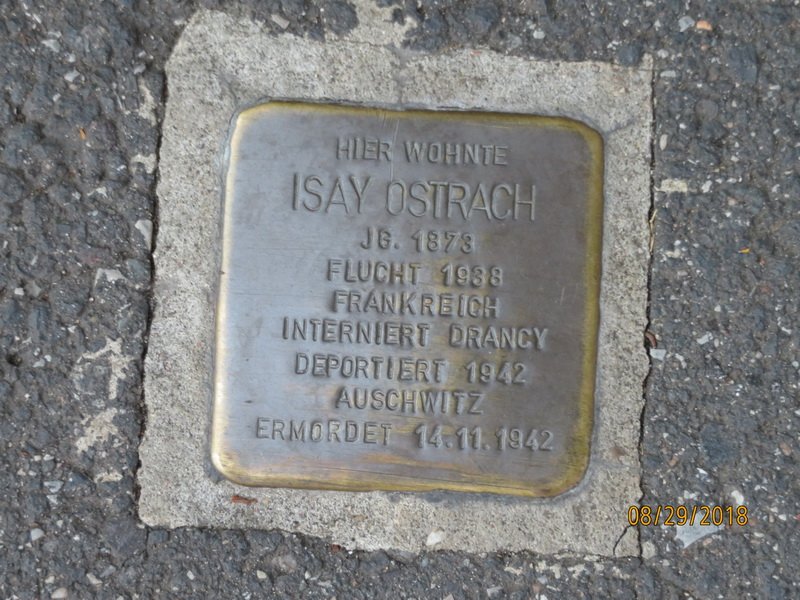 HIER WOHNTE
ISAY OSTRACH
JG. 1873
FLUCHT 1938
FRANKREICH
INTERNIERT DRANCY
DEPORTIERT 1942
AUSCHWITZ
ERMORDET 14.11.1942
08/29/2018